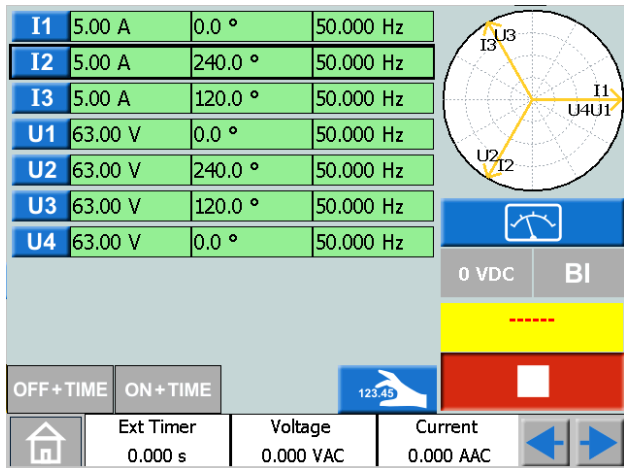 I1 5.00 A 0.0 ° 50.000 Hz
I2 5.00 A 240.0 ° 50.000 Hz
I3 5.00 A 120.0 ° 50.000 Hz
U1 63.00 V 0.0 ° 50.000 Hz
U2 63.00 V 240.0 ° 50.000 Hz
U3 63.00 V 120.0 ° 50.000 Hz
U4 63.00 V 0.0 ° 50.000 Hz
U3
I3
I1
U4U1
U2
I2
0 VDC BI
------
OFF+TIME ON+TIME 123.45
Ext Timer Voltage Current
0.000 s 0.000 VAC 0.000 AAC